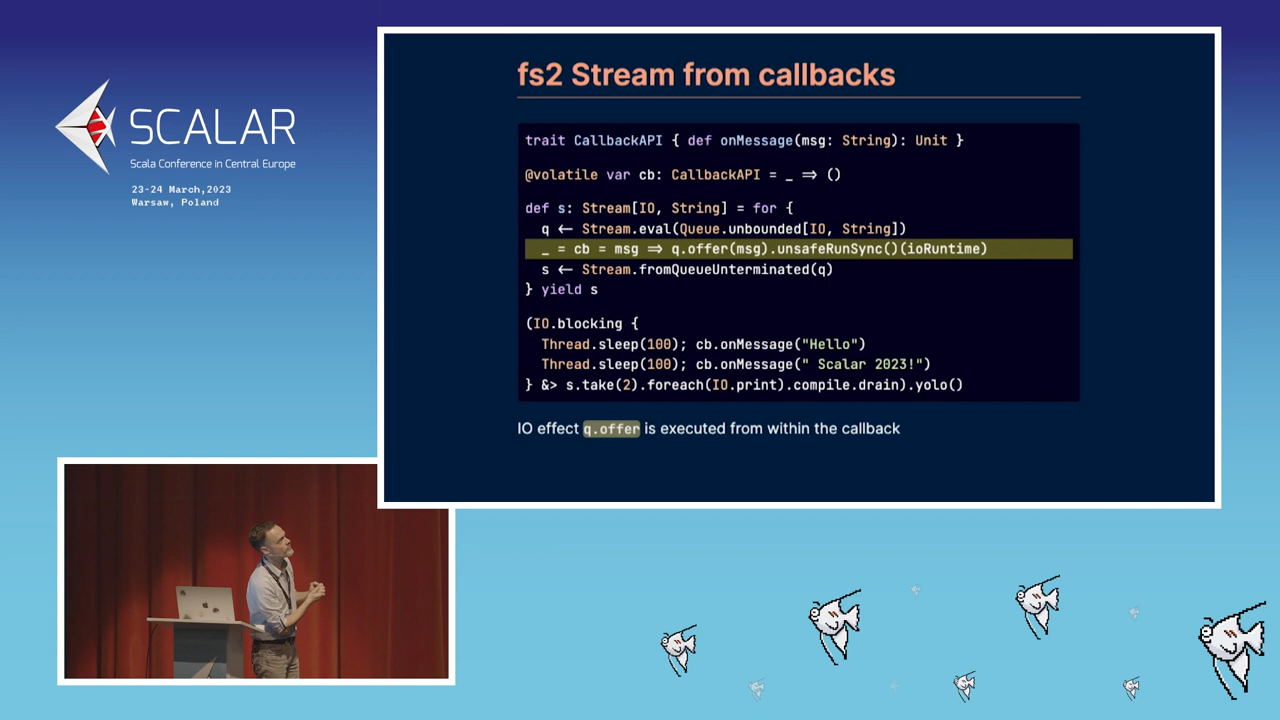 SCALAR
Scala Conference in Central Europe
23-24 March,2023
Warsaw, Poland
fs2 Stream from callbacks
trait CallbackAPI { def onMessage(msg: String): Unit }
@volatile var cb: CallbackAPI = _ ⇒ ()
def s: Stream[IO, String] = for {
q ← Stream.eval(Queue.unbounded[IO, String])
_ = cb = msg ⇒ q.offer(msg).unsafeRunSync()(ioRuntime)
s ← Stream.fromQueueUnterminated(q)
} yield s
(IO.blocking {
Thread.sleep(100); cb.onMessage("Hello")
Thread.sleep(100); cb.onMessage(" Scalar 2023!")
} &> s.take(2).foreach(IO.print).compile.drain).yolo()
IO effect q.offer is executed from within the callback